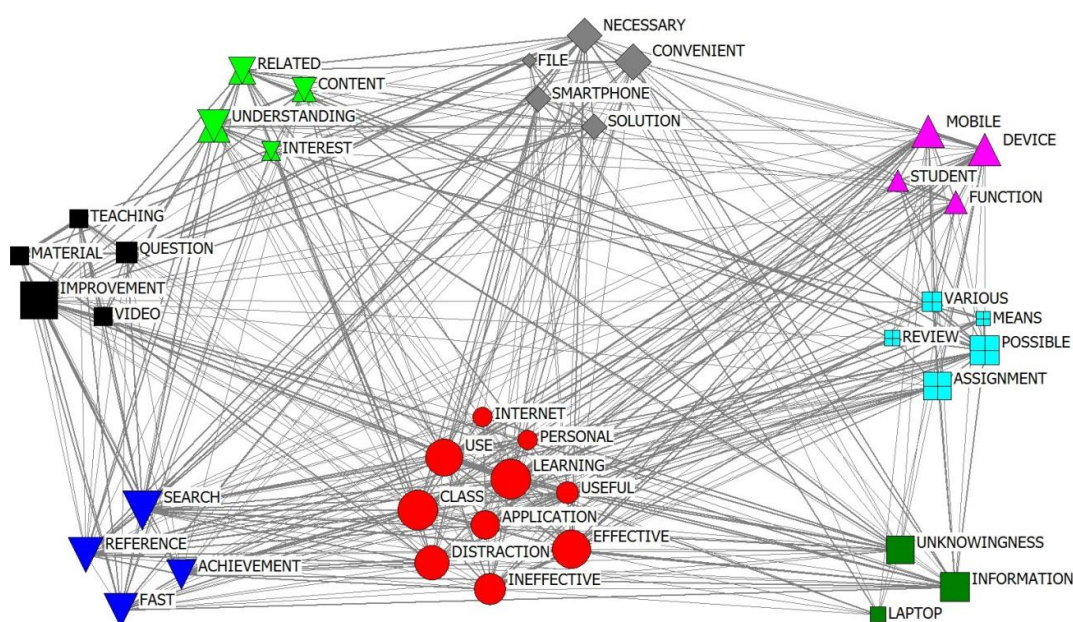 NECESSARY
CONVENIENT
FILE
SMARTPHONE
SOLUTION
RELATED
CONTENT
UNDERSTANDING
INTEREST
MOBILE
DEVICE
STUDENT
FUNCTION
TEACHING
MATERIAL
QUESTION
IMPROVEMENT
VIDEO
VARIOUS
MEANS
REVIEW
POSSIBLE
ASSIGNMENT
INTERNET
PERSONAL
USE
LEARNING
USEFUL
CLASS
APPLICATION
EFFECTIVE
DISTRACTION
INEFFECTIVE
SEARCH
REFERENCE
ACHIEVEMENT
FAST
UNKNOWINGNESS
INFORMATION
LAPTOP